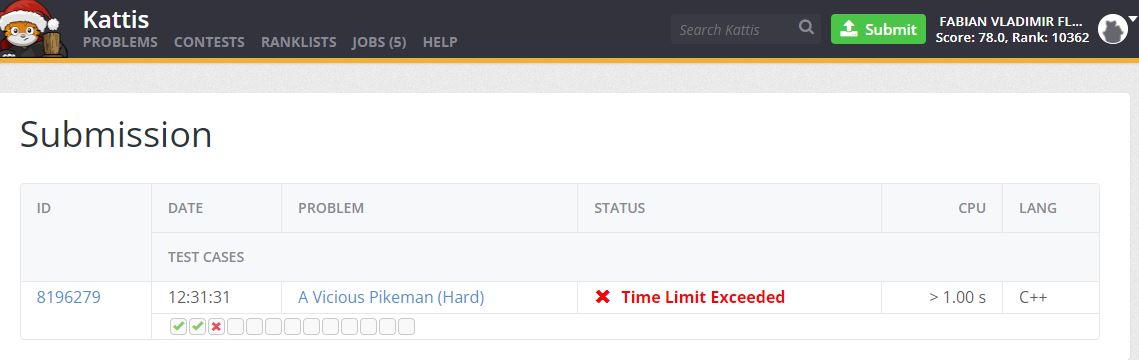 Kattis
PROBLEMS CONTESTS RANKLISTS JOBS (5) HELP
Search Kattis
Submit
FABIAN VLADIMIR FL...
Score: 78.0, Rank: 10362
Submission
ID DATE PROBLEM STATUS CPU LANG
TEST CASES
8196279 12:31:31 A Vicious Pikeman (Hard) Time Limit Exceeded > 1.00 s C++